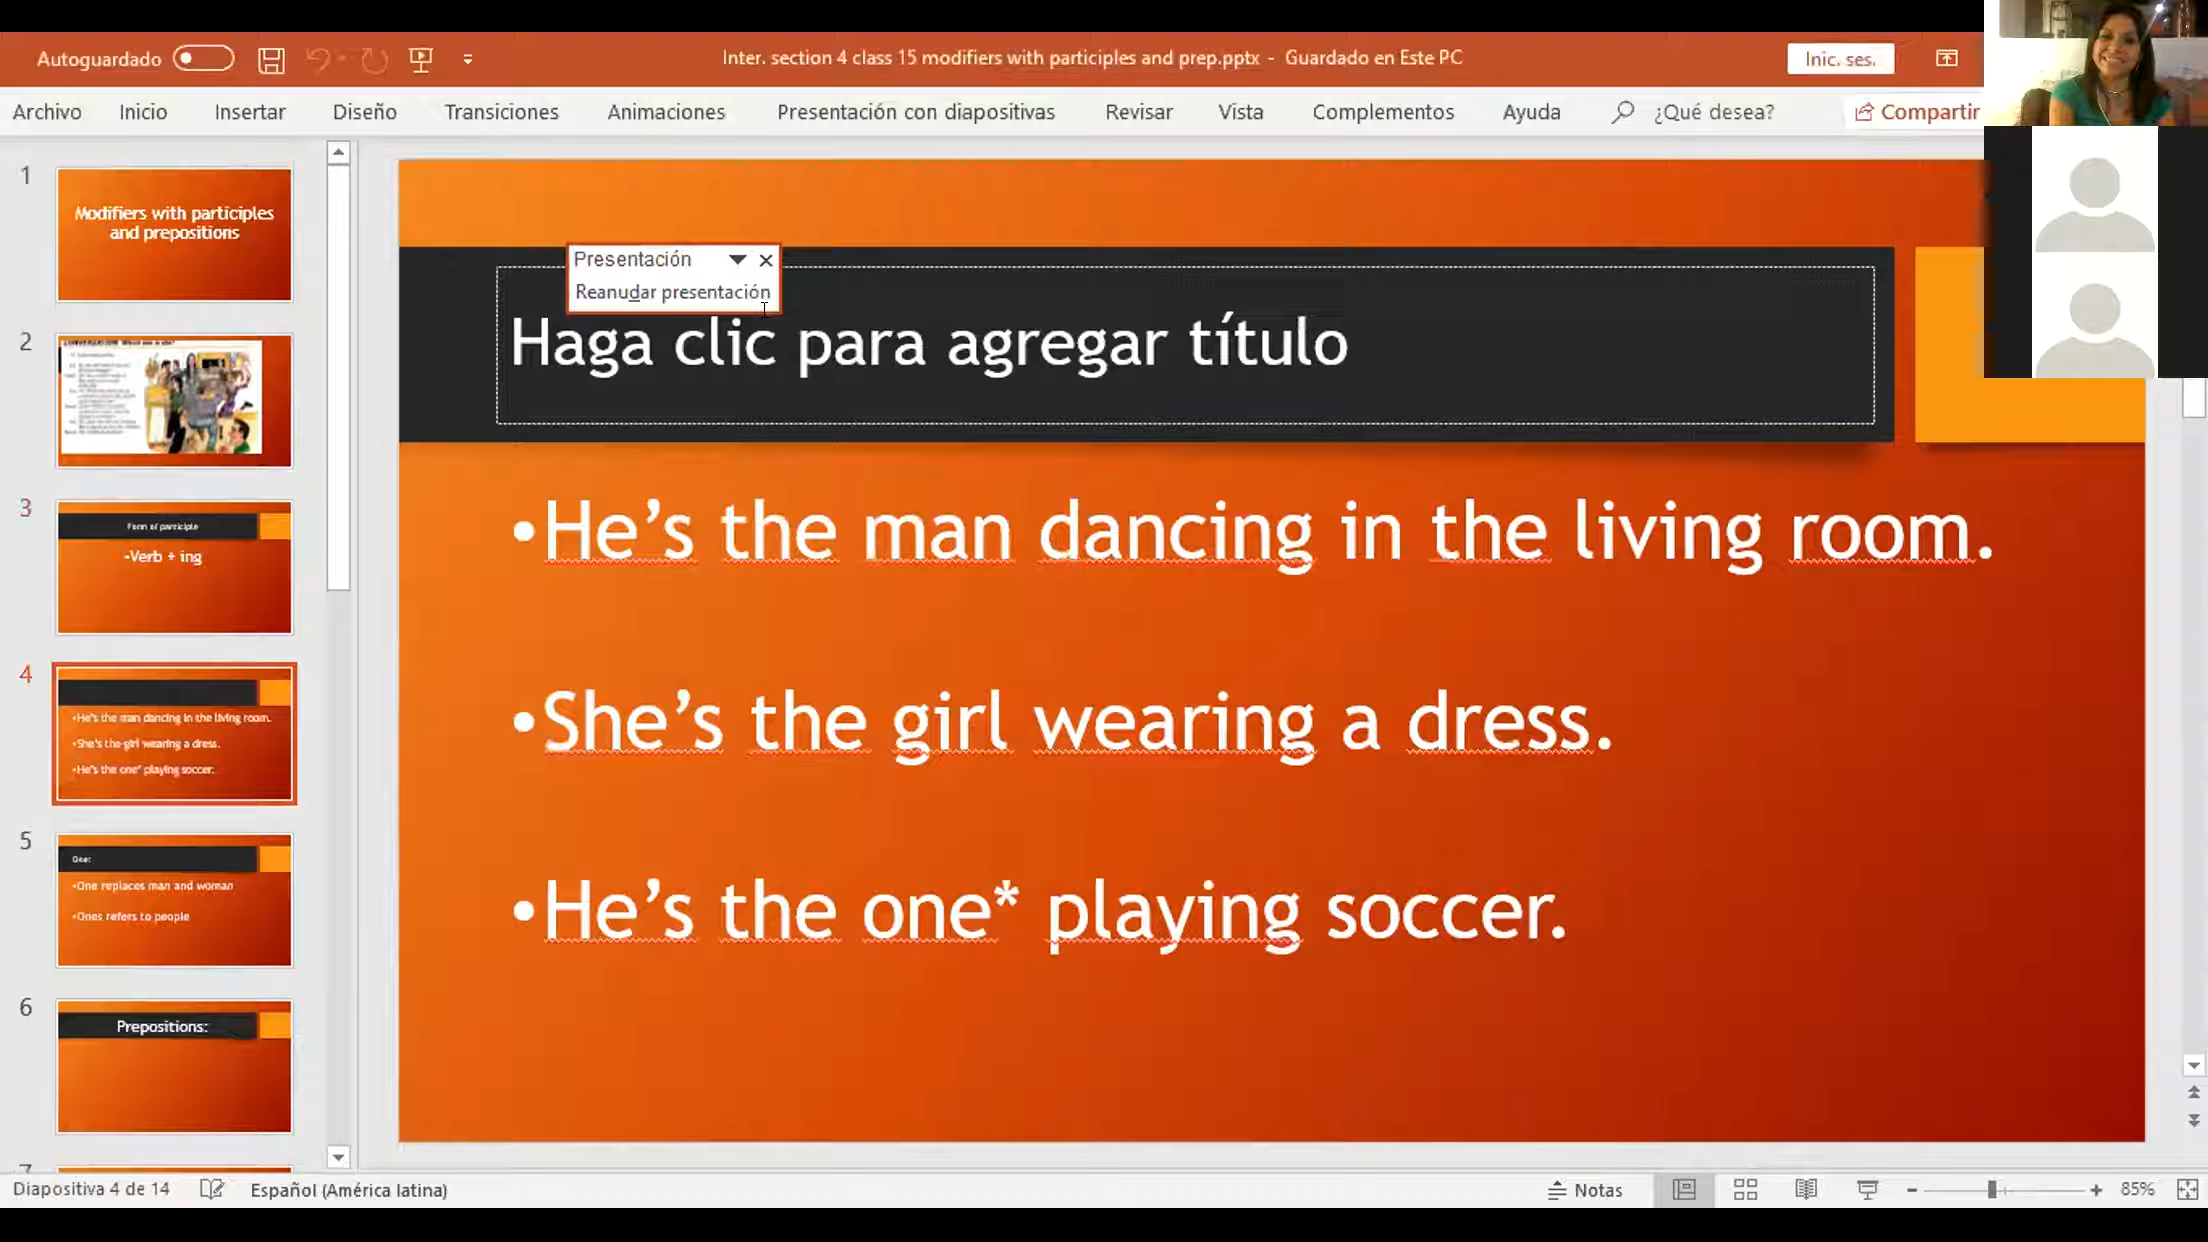 Autoguardado
Inter. section 4 class 15 modifiers with participles and prep.pptx - Guardado en Este PC
Inic. ses.
Archivo Inicio Insertar Diseño Transiciones Animaciones Presentación con diapositivas Revisar Vista Complementos Ayuda ¿Qué desea? Compartir
1
Modifiers with participles
and prepositions
2
3
Form of participle
•Verb + ing
4
•He's the man dancing in the living room.
•She's the girl wearing a dress.
•He's the one* playing soccer.
5
One:
•One replaces man and woman
•Ones refers to people
6
Prepositions:
7
Presentación
Reanudar presentación
Haga clic para agregar título
•He’s the man dancing in the living room.
•She’s the girl wearing a dress.
•He’s the one* playing soccer.
Diapositiva 4 de 14 Español (América latina) Notas 85%